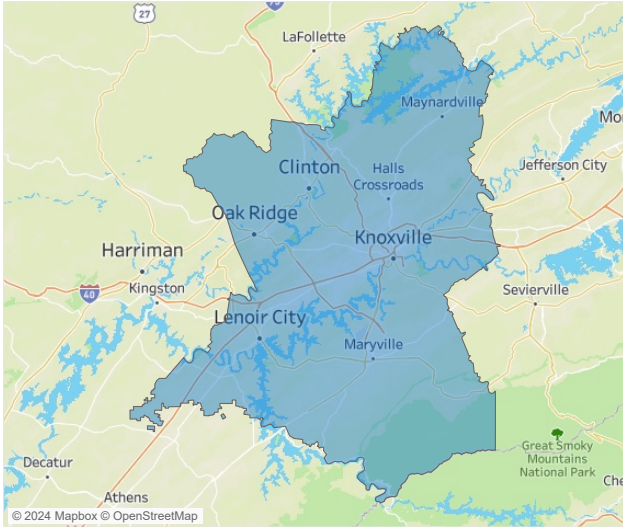 27
LaFollette
Maynardville
Mo
Clinton
Halls
Crossroads
Jefferson City
Oak Ridge
Knoxville
Harriman
Kingston
40
Sevierville
Lenoir City
Maryville
Great Smoky
Mountains
National Park
Decatur
Che
Athens
© 2024 Mapbox © OpenStreetMap